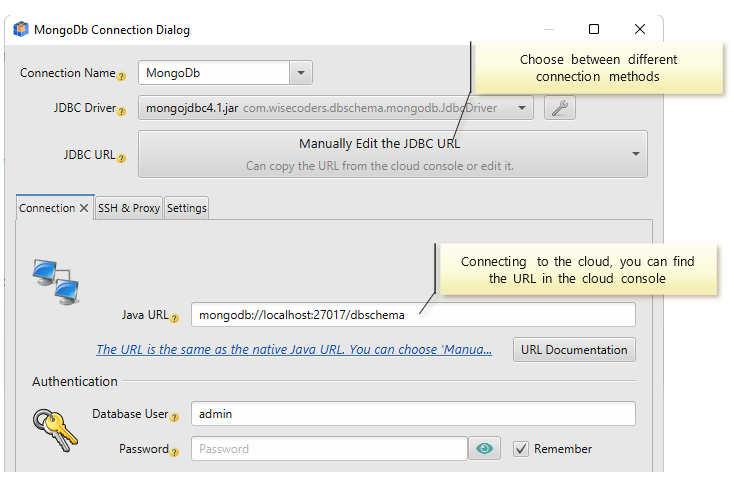 MongoDb Connection Dialog
Choose between different
connection methods
Connection Name ? MongoDb
JDBC Driver ? mongojdbc4.1.jar com.wisecoders.dbschema.mongodb.JdbcDriver
Manually Edit the JDBC URL
JDBC URL ?
Can copy the URL from the cloud console or edit it.
Connection SSH & Proxy Settings
Connecting to the cloud, you can find
the URL in the cloud console
Java URL ? mongodb://localhost:27017/dbschema
The URL is the same as the native Java URL. You can choose 'Manua... URL Documentation
Authentication
Database User ? admin
Password ? Password Remember